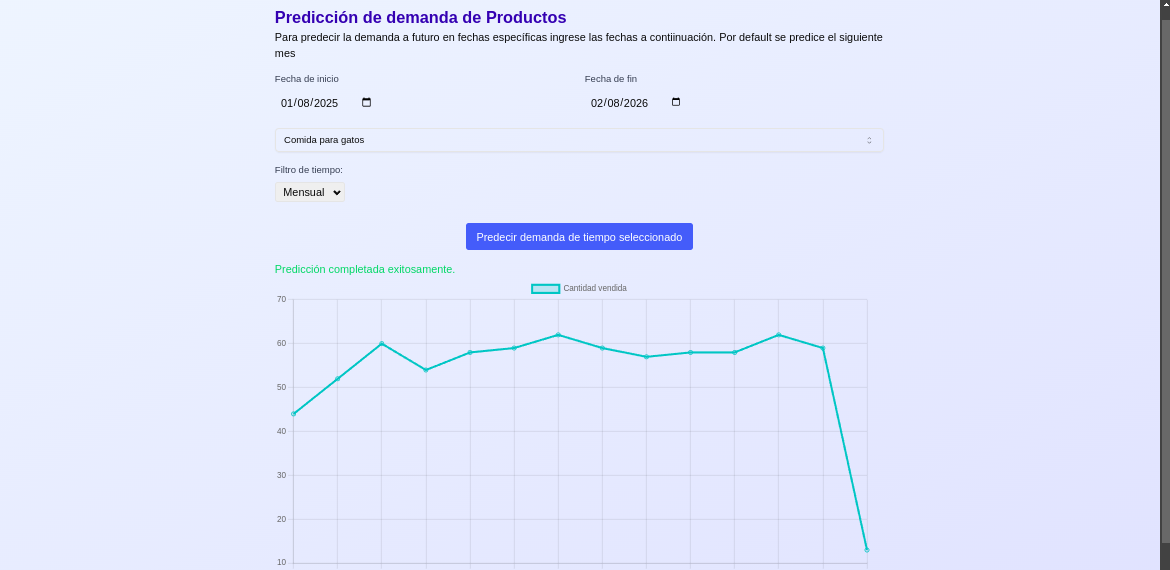 Predicción de demanda de Productos
Para predecir la demanda a futuro en fechas específicas ingrese las fechas a contiinuación. Por default se predice el siguiente
mes
Fecha de inicio
Fecha de fin
01/08/2025
02/08/2026
Comida para gatos
Filtro de tiempo:
Mensual
Predecir demanda de tiempo seleccionado
Predicción completada exitosamente.
Cantidad vendida
70
60
50
40
30
20
10